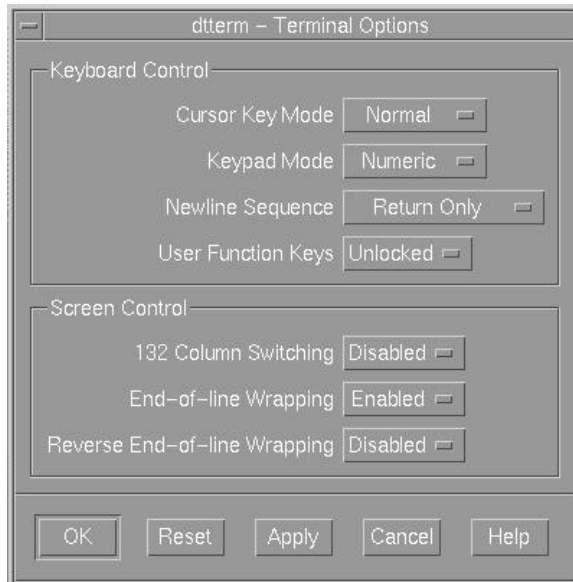 dtterm – Terminal Options
Keyboard Control
Cursor Key Mode Normal
Keypad Mode Numeric
Newline Sequence Return Only
User Function Keys Unlocked
Screen Control
132 Column Switching Disabled
End-of-line Wrapping Enabled
Reverse End-of-line Wrapping Disabled
OK Reset Apply Cancel Help